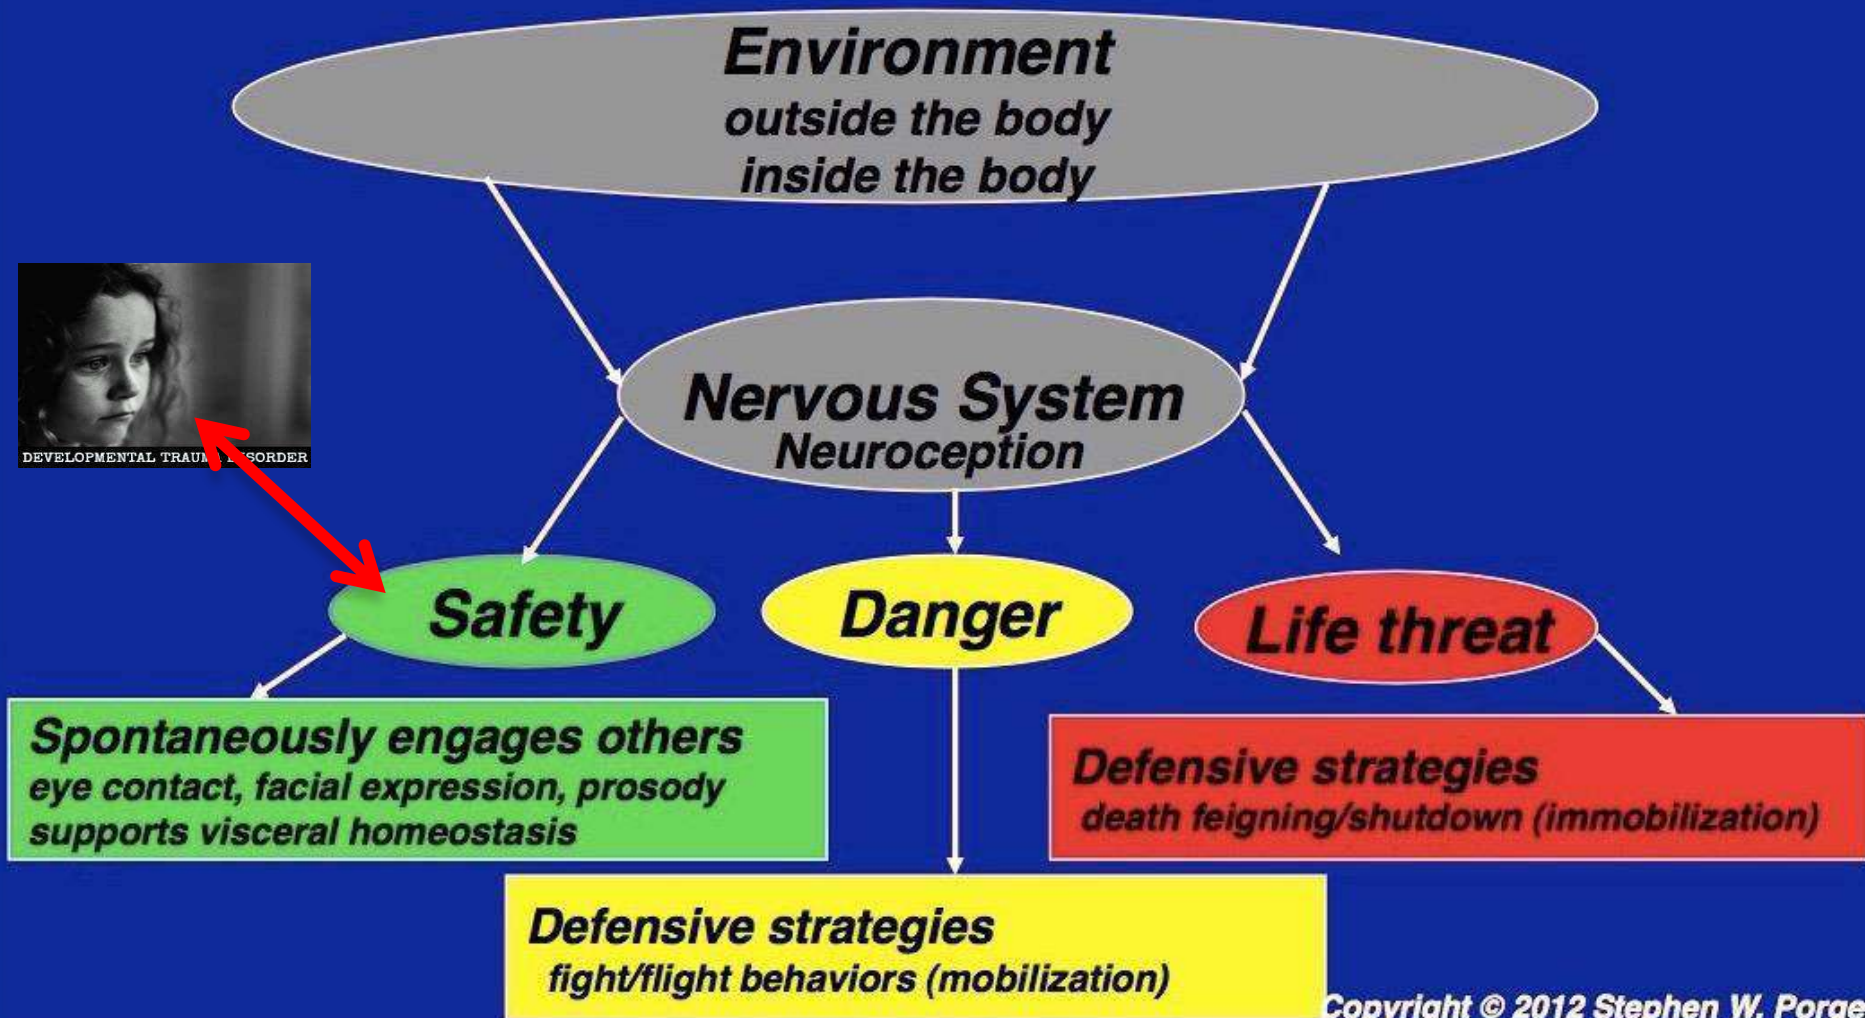 Environment
outside the body
inside the body
Nervous System
Neuroception
DEVELOPMENTAL
Safety
Danger
Life threat
Spontaneously engages others
eye contact, facial expression, prosody
supports visceral homeostasis
Defensive strategies
death feigning/shutdown (immobilization)
Defensive strategies
fight/flight behaviors (mobilization)
Copyright © 2012 Stephen W. Porge